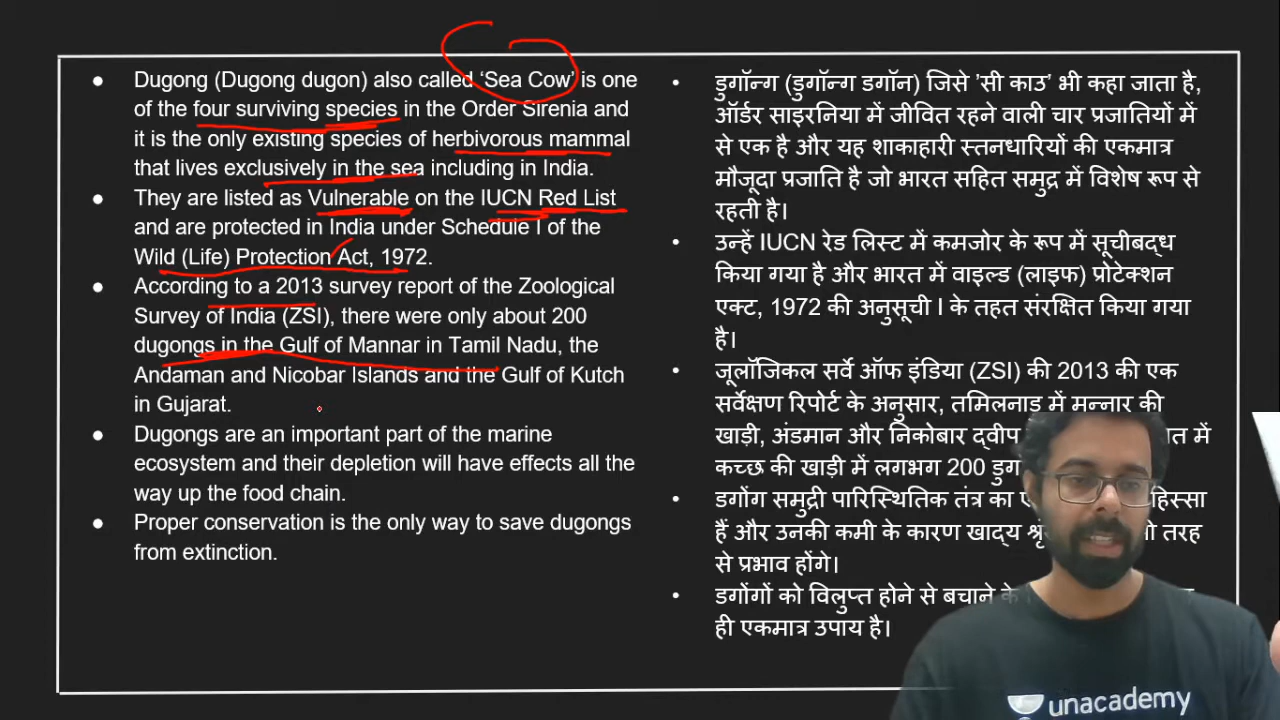 Dugong (Dugong dugon) also called ‘Sea Cow’ is one
of the four surviving species in the Order Sirenia and
it is the only existing species of herbivorous mammal
that lives exclusively in the sea including in India.
They are listed as Vulnerable on the IUCN Red List
and are protected in India under Schedule I of the
Wild (Life) Protection Act, 1972.
According to a 2013 survey report of the Zoological
Survey of India (ZSI), there were only about 200
dugongs in the Gulf of Mannar in Tamil Nadu, the
Andaman and Nicobar Islands and the Gulf of Kutch
in Gujarat.
Dugongs are an important part of the marine
ecosystem and their depletion will have effects all the
way up the food chain.
Proper conservation is the only way to save dugongs
from extinction.
डुगॉन्ग (डुगॉन्ग डगॉन) जिसे 'सी काउ' भी कहा जाता है,
ऑर्डर साइरनिया में जीवित रहने वाली चार प्रजातियों में
से एक है और यह शाकाहारी स्तनधारियों की एकमात्र
मौजूदा प्रजाति है जो भारत सहित समुद्र में विशेष रूप से
रहती है।
उन्हें IUCN रेड लिस्ट में कमजोर के रूप में सूचीबद्ध
किया गया है और भारत में वाइल्ड (लाइफ) प्रोटेक्शन
एक्ट, 1972 की अनुसूची I के तहत संरक्षित किया गया
है।
जूलॉजिकल सर्वे ऑफ इंडिया (ZSI) की 2013 की एक
सर्वेक्षण रिपोर्ट के अनुसार, तमिलनाडु में मन्नार की
खाड़ी, अंडमान और निकोबार द्वीप में
कच्छ की खाड़ी में लगभग 200
डगोंग समुद्री पारिस्थितिक तंत्र का हिस्सा
हैं और उनकी कमी के कारण खाद्य तरह
से प्रभाव होंगे।
डगोंगों को विलुप्त होने से बचाने के
ही एकमात्र उपाय है।
unacademy